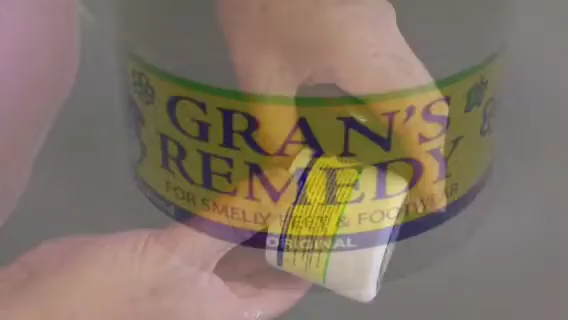 GRAN'S
REMEDY
FOR SMELLY FEET & FOOTWEAR
ORIGINAL